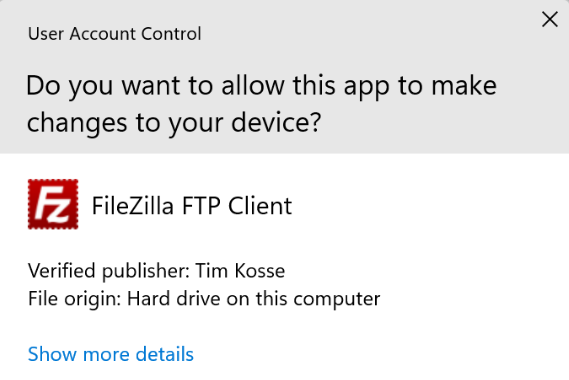 User Account Control
Do you want to allow this app to make
changes to your device?
Fz
FileZilla FTP Client
Verified publisher: Tim Kosse
File origin: Hard drive on this computer
Show more details